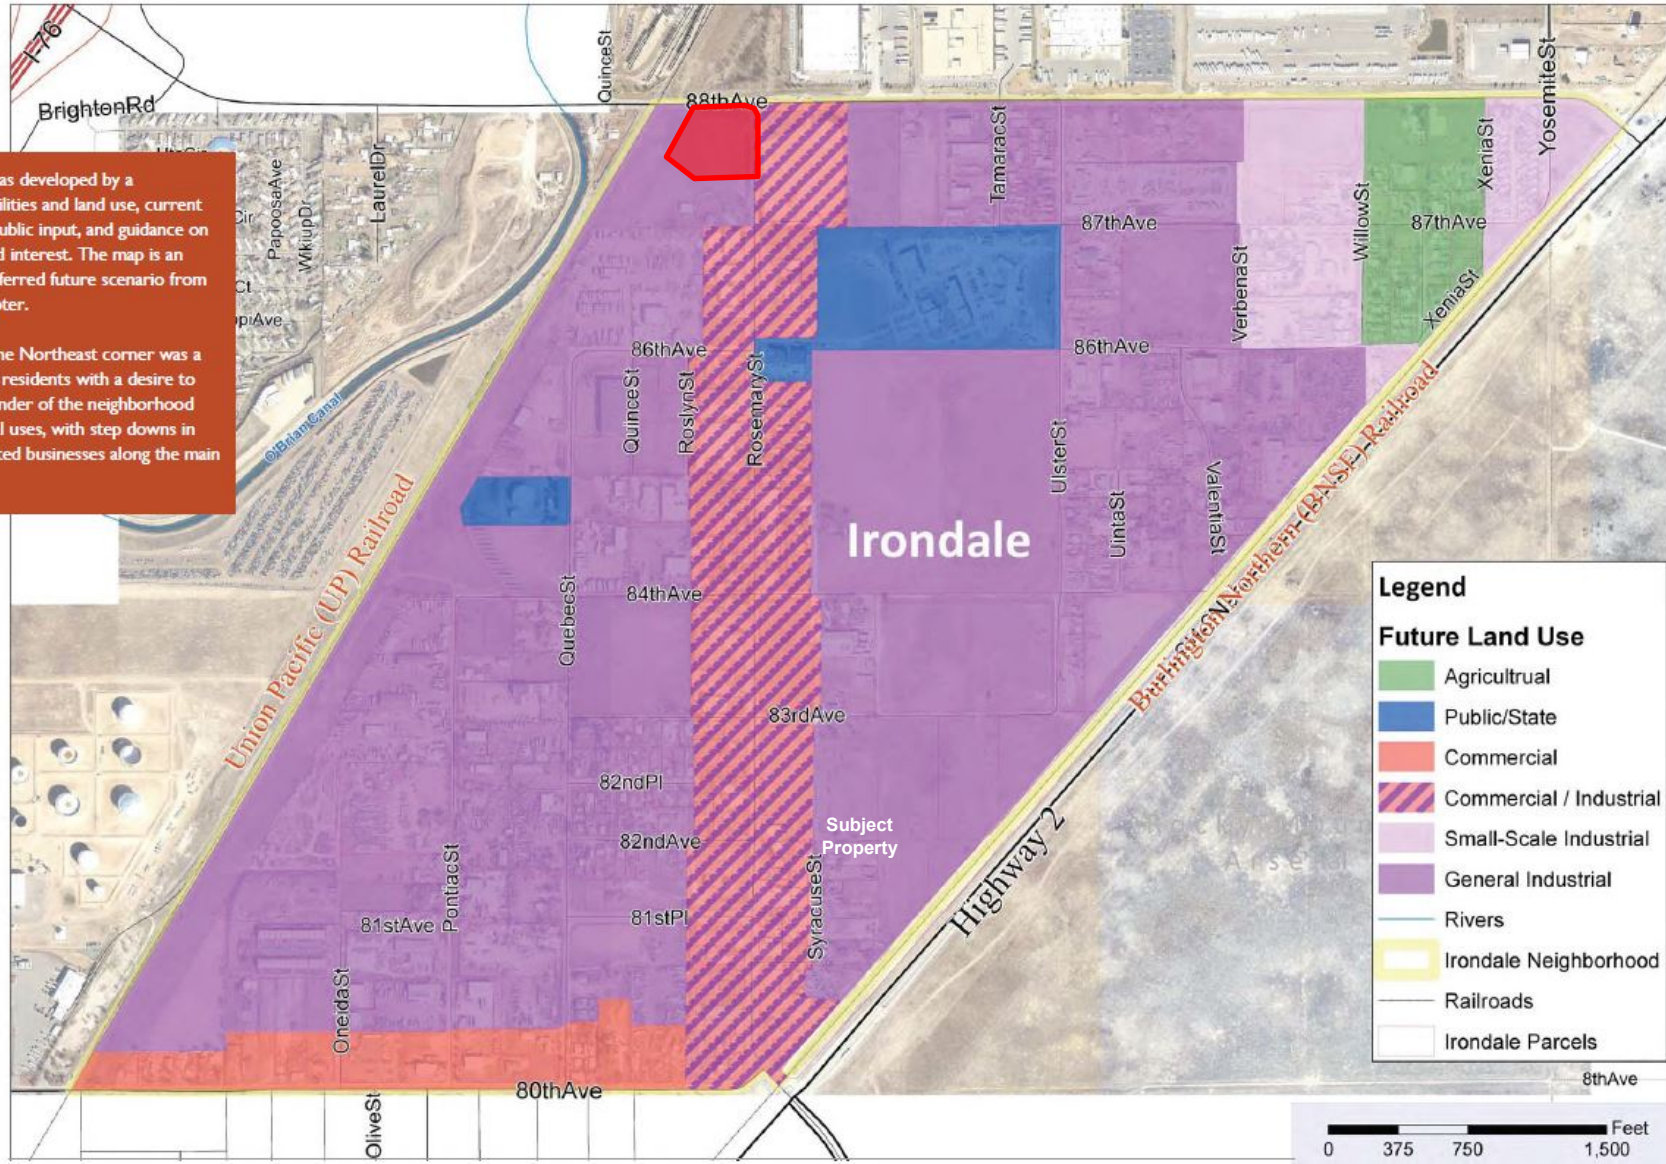 I-76
BrightonRd
QuinceSt
88thAve
TamaracSt
XeniaSt
YosemiteSt
PapoosaAve
WkiupDr
LaurelDr
as developed by a
ilities and land use, current
ublic input, and guidance on
d interest. The map is an
ferred future scenario from
ter.
ne Northeast corner was a
residents with a desire to
nder of the neighborhood
l uses, with step downs in
ted businesses along the main
Cir
Ct
piAve
87thAve
WillowSt
87thAve
VerbenaSt
XeniaSt
86thAve
86thAve
QuinceSt
RoslynSt
RosemarySt
O'Brian Canal
UlsterSt
UintaSt
ValentiaSt
Irondale
Union Pacific (UP) Railroad
Burlington Northern (BNSF) Railroad
QuebecSt
84thAve
83rdAve
82ndPl
82ndAve
Subject
Property
PontiacSt
SyracuseSt
Highway 2
81stAve
81stPl
OneidaSt
80thAve
OliveSt
8thAve
Legend
Future Land Use
Agricultrual
Public/State
Commercial
Commercial / Industrial
Small-Scale Industrial
General Industrial
Rivers
Irondale Neighborhood
Railroads
Irondale Parcels
Feet
0 375 750 1,500